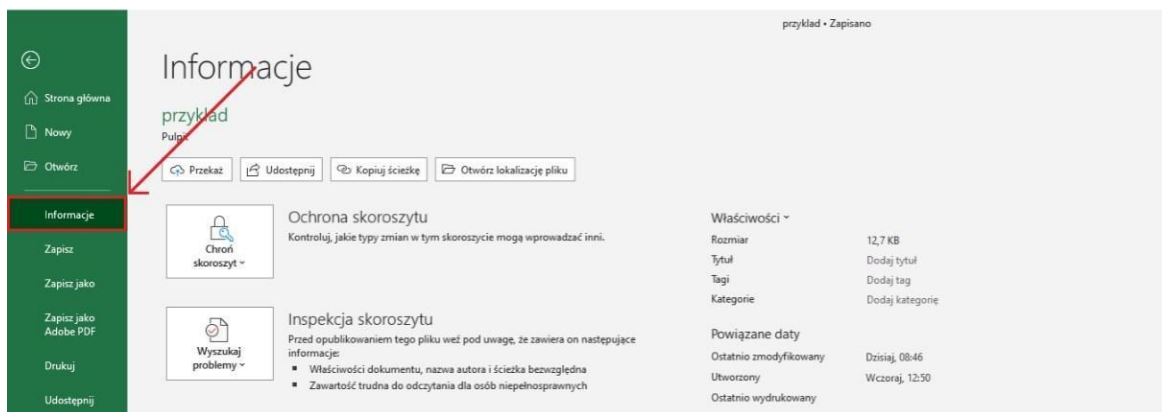 przyklad • Zapisano
Strona główna
Nowy
Otwórz
Informacje
Zapisz
Zapisz jako
Zapisz jako
Adobe PDF
Drukuj
Udostępnij
Informacje
przyklad
Pulpit
Przekaż
Udostępnij
Kopiuj ścieżkę
Otwórz lokalizację pliku
Chroń
skoroszyt
Ochrona skoroszytu
Kontroluj, jakie typy zmian w tym skoroszycie mogą wprowadzać inni.
Wyszukaj
problemy
Inspekcja skoroszytu
Przed opublikowaniem tego pliku weź pod uwagę, że zawiera on następujące
informacje:
▪ Właściwości dokumentu, nazwa autora i ścieżka bezwzględna
▪ Zawartość trudna do odczytania dla osób niepełnosprawnych
Właściwości
Rozmiar 12,7 KB
Tytuł Dodaj tytuł
Tagi Dodaj tag
Kategorie Dodaj kategorię
Powiązane daty
Ostatnio zmodyfikowany Dzisiaj, 08:46
Utworzony Wczoraj, 12:50
Ostatnio wydrukowany